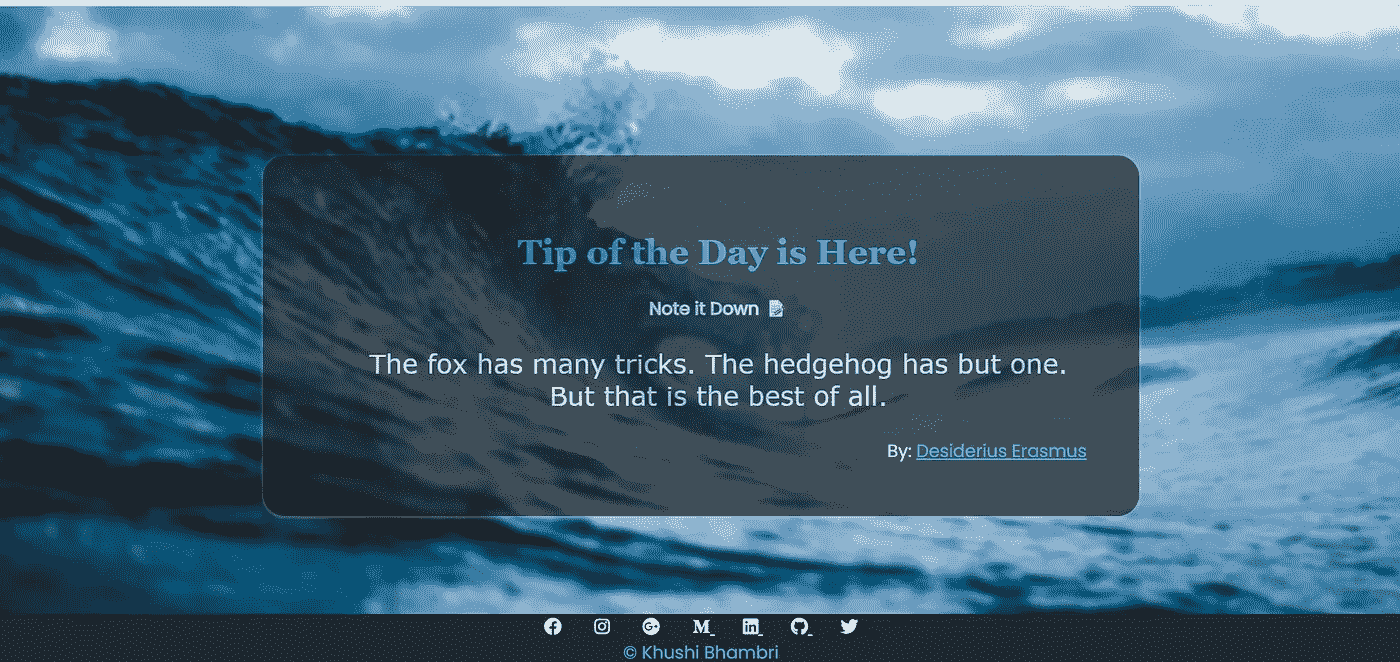 Tip of the Day is Here!
Note it Down
The fox has many tricks. The hedgehog has but one.
But that is the best of all.
By: Desiderius Erasmus
© Khushi Bhambri